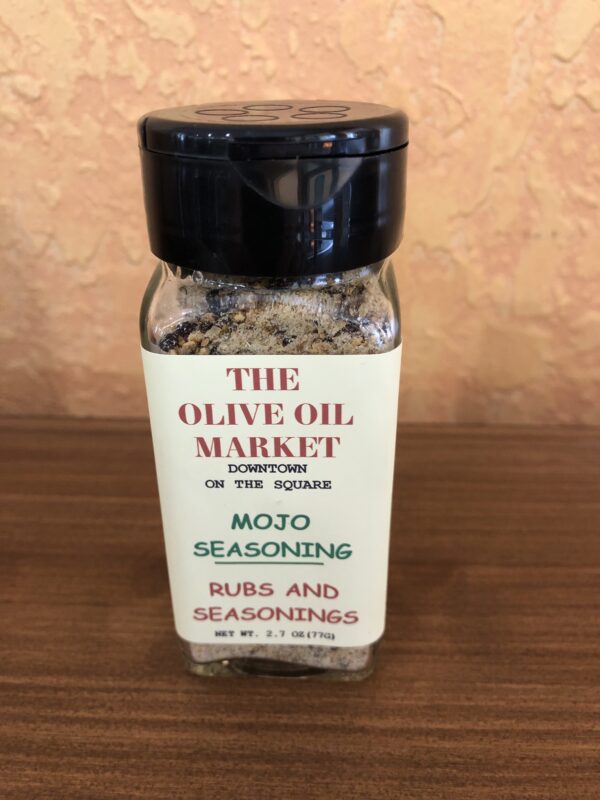 THE
OLIVE OIL
MARKET
DOWNTOWN
ON THE SQUARE
MOJO
SEASONING
RUBS AND
SEASONINGS
NET WT. 2.7 OZ(77G)